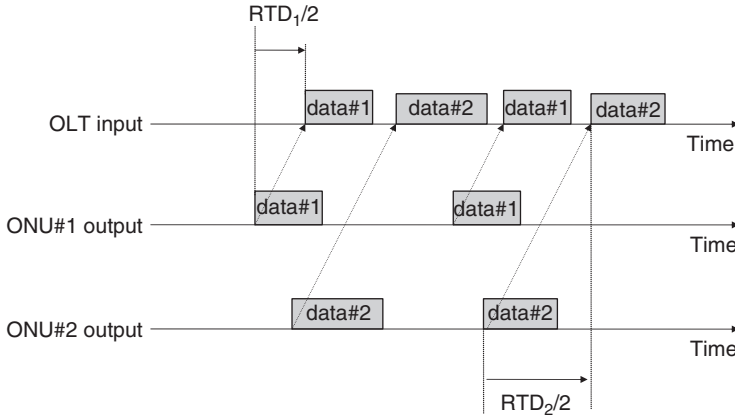 RTD₁/2
data#1 data#2 data#1 data#2
OLT input
Time
data#1 data#1
ONU#1 output
Time
data#2 data#2
ONU#2 output
Time
RTD₂/2